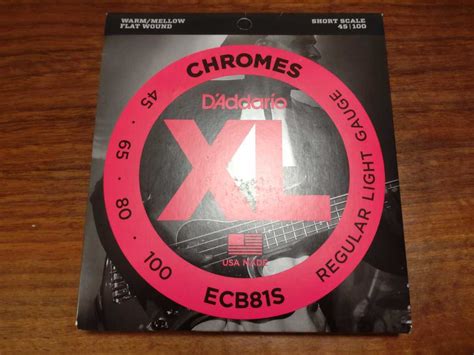 WARM/MELLOW
FLAT WOUND
SHORT SCALE
45 | 100
CHROMES
D'Addario
XL
45 · 65 · 80 · 100
REGULAR LIGHT GAUGE
USA MADE
ECB81S